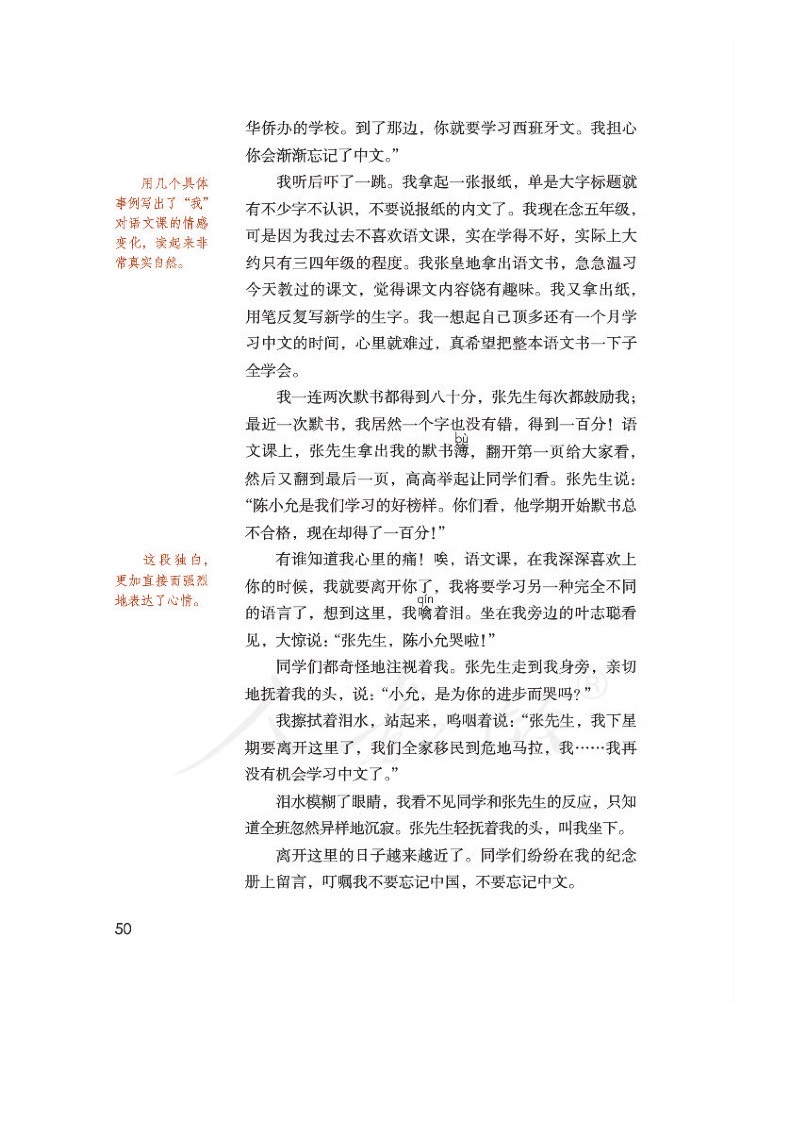 华侨办的学校。到了那边，你就要学习西班牙文。我担心
你会渐渐忘记了中文。”
用几个具体
事例写出了“我”
对语文课的情感
变化，读起来非
常真实自然。
我听后吓了一跳。我拿起一张报纸，单是大字标题就
有不少字不认识，不要说报纸的内文了。我现在念五年级，
可是因为我过去不喜欢语文课，实在学得不好，实际上大
约只有三四年级的程度。我张皇地拿出语文书，急急温习
今天教过的课文，觉得课文内容饶有趣味。我又拿出纸，
用笔反复写新学的生字。我一想起自己顶多还有一个月学
习中文的时间，心里就难过，真希望把整本语文书一下子
全学会。
我一连两次默书都得到八十分，张先生每次都鼓励我；
最近一次默书，我居然一个字也没有错，得到一百分！语
bù
文课上，张先生拿出我的默书簿，翻开第一页给大家看，
然后又翻到最后一页，高高举起让同学们看。张先生说：
“陈小允是我们学习的好榜样。你们看，他学期开始默书总
不合格，现在却得了一百分！”
这段独白，
更加直接而强烈
地表达了心情。
有谁知道我心里的痛！唉，语文课，在我深深喜欢上
你的时候，我就要离开你了，我将要学习另一种完全不同
qín
的语言了，想到这里，我噙着泪。坐在我旁边的叶志聪看
见，大惊说：“张先生，陈小允哭啦！”
同学们都奇怪地注视着我。张先生走到我身旁，亲切
地抚着我的头，说：“小允，是为你的进步而哭吗？”
我擦拭着泪水，站起来，呜咽着说：“张先生，我下星
期要离开这里了，我们全家移民到危地马拉，我……我再
没有机会学习中文了。”
泪水模糊了眼睛，我看不见同学和张先生的反应，只知
道全班忽然异样地沉寂。张先生轻抚着我的头，叫我坐下。
离开这里的日子越来越近了。同学们纷纷在我的纪念
册上留言，叮嘱我不要忘记中国，不要忘记中文。
人教版®
50